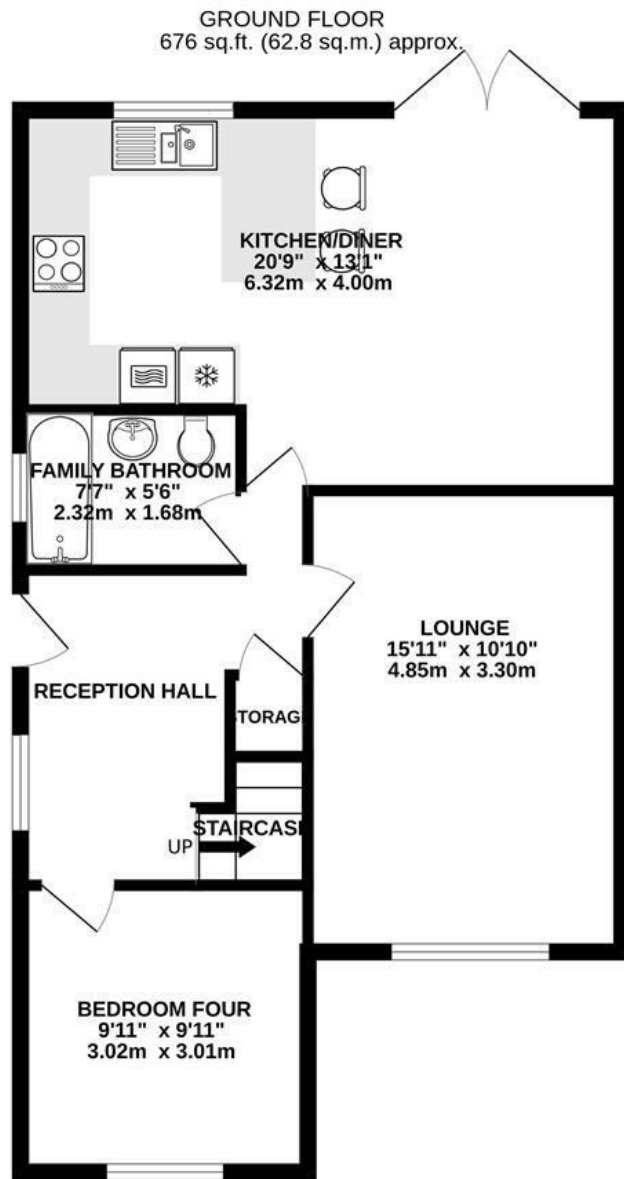 GROUND FLOOR
676 sq.ft. (62.8 sq.m.) approx.
KITCHEN/DINER
20'9" x 13'1"
6.32m x 4.00m
FAMILY BATHROOM
7'7" x 5'6"
2.32m x 1.68m
LOUNGE
15'11" x 10'10"
4.85m x 3.30m
RECEPTION HALL
STORAGE
STAIRCASE
UP
BEDROOM FOUR
9'11" x 9'11"
3.02m x 3.01m